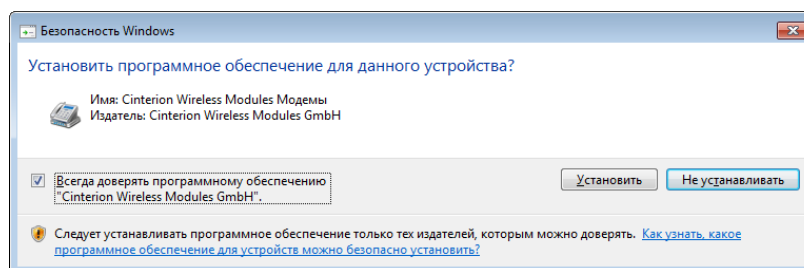 Безопасность Windows
Установить программное обеспечение для данного устройства?
Имя: Cinterion Wireless Modules Модемы
Издатель: Cinterion Wireless Modules GmbH
Всегда доверять программному обеспечению
"Cinterion Wireless Modules GmbH".
Установить
Не устанавливать
Следует устанавливать программное обеспечение только тех издателей, которым можно доверять. Как узнать, какое
программное обеспечение для устройств можно безопасно установить?